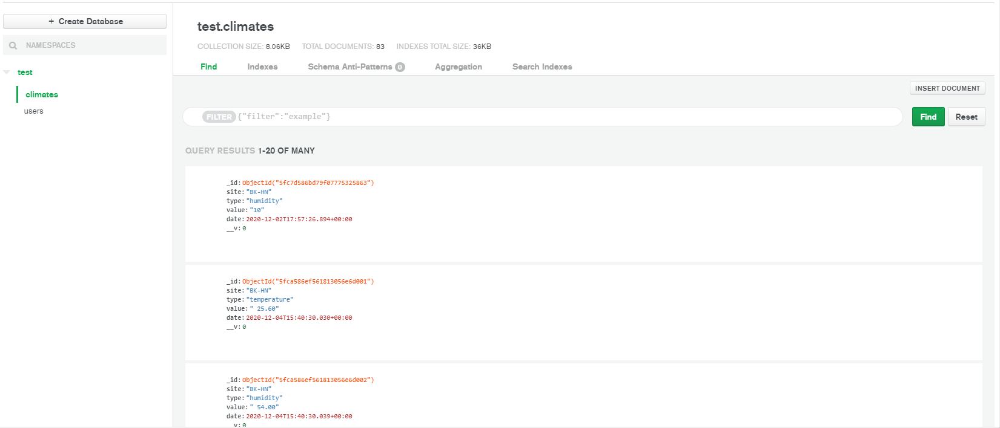 + Create Database
NAMESPACES
test
climates
users
test.climates
COLLECTION SIZE: 8.06KB TOTAL DOCUMENTS: 83 INDEXES TOTAL SIZE: 36KB
Find Indexes Schema Anti-Patterns 0 Aggregation Search Indexes
INSERT DOCUMENT
FILTER {"filter":"example"}
Find Reset
QUERY RESULTS 1-20 OF MANY
_id: ObjectId("5fc7d586bd79f07775325863")
site: "BK-HN"
type: "humidity"
value: "10"
date: 2020-12-02T17:57:26.894+00:00
__v: 0
_id: ObjectId("5fca586ef561813056e6d001")
site: "BK-HN"
type: "temperature"
value: " 25.60"
date: 2020-12-04T15:40:30.030+00:00
__v: 0
_id: ObjectId("5fca586ef561813056e6d002")
site: "BK-HN"
type: "humidity"
value: " 54.00"
date: 2020-12-04T15:40:30.039+00:00
__v: 0